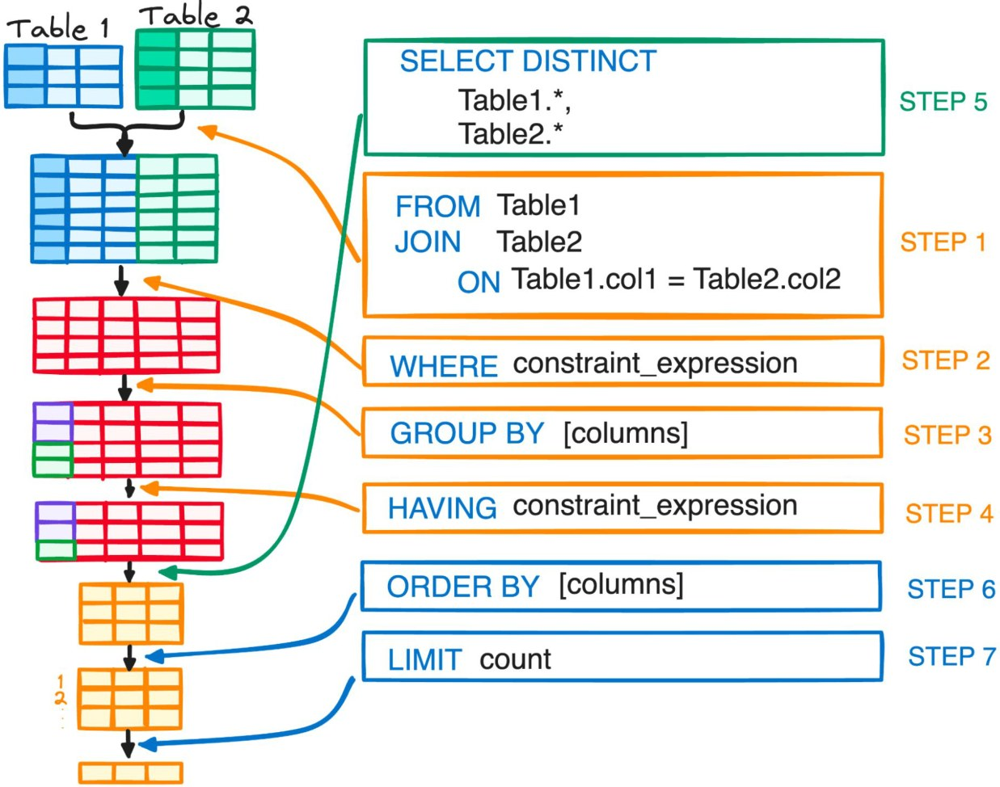 Table 1
Table 2
SELECT DISTINCT
Table1.*,
Table2.*
STEP 5
FROM Table1
JOIN Table2
ON Table1.col1 = Table2.col2
STEP 1
WHERE constraint_expression
STEP 2
GROUP BY [columns]
STEP 3
HAVING constraint_expression
STEP 4
ORDER BY [columns]
STEP 6
LIMIT count
STEP 7
1
2